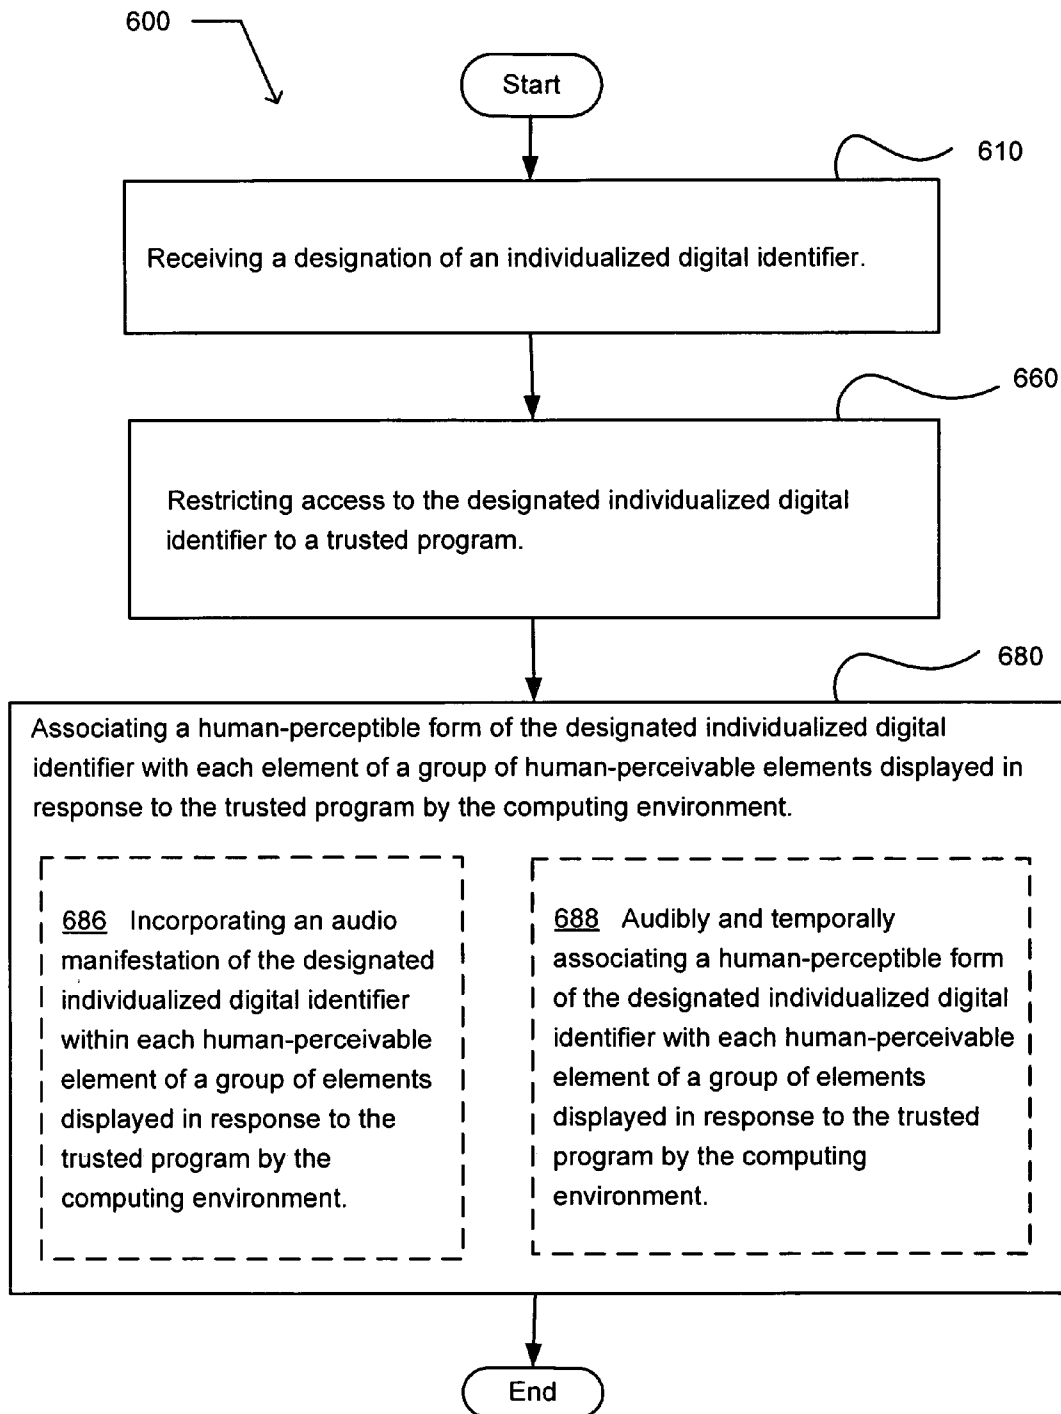 600
Start
610
Receiving a designation of an individualized digital identifier.
660
Restricting access to the designated individualized digital
identifier to a trusted program.
680
Associating a human-perceptible form of the designated individualized digital
identifier with each element of a group of human-perceivable elements displayed in
response to the trusted program by the computing environment.
686 Incorporating an audio
manifestation of the designated
individualized digital identifier
within each human-perceivable
element of a group of elements
displayed in response to the
trusted program by the
computing environment.
688 Audibly and temporally
associating a human-perceptible form
of the designated individualized digital
identifier with each human-perceivable
element of a group of elements
displayed in response to the trusted
program by the computing
environment.
End